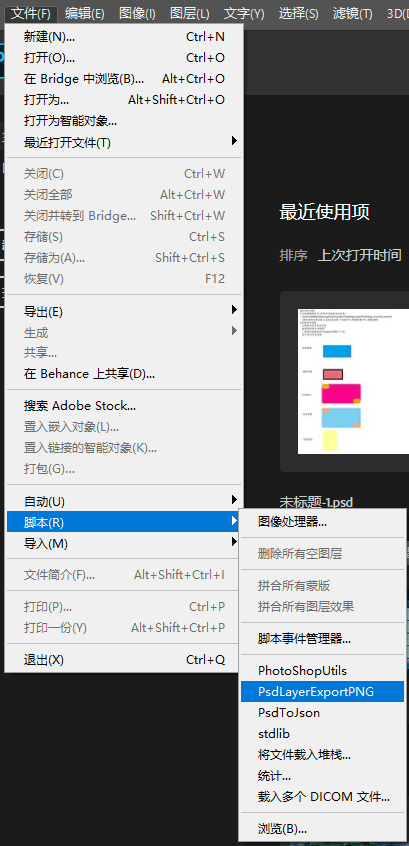 文件(F) 编辑(E) 图像(I) 图层(L) 文字(Y) 选择(S) 滤镜(T) 3D(
新建(N)... Ctrl+N
打开(O)... Ctrl+O
在 Bridge 中浏览(B)... Alt+Ctrl+O
打开为... Alt+Shift+Ctrl+O
打开为智能对象...
最近打开文件(T)
关闭(C) Ctrl+W
关闭全部 Alt+Ctrl+W
关闭并转到 Bridge... Shift+Ctrl+W
存储(S) Ctrl+S
存储为(A)... Shift+Ctrl+S
恢复(V) F12
导出(E)
生成
共享...
在 Behance 上共享(D)...
搜索 Adobe Stock...
置入嵌入对象(L)...
置入链接的智能对象(K)...
打包(G)...
自动(U)
脚本(R)
导入(M)
文件简介(F)... Alt+Shift+Ctrl+I
打印(P)... Ctrl+P
打印一份(Y) Alt+Shift+Ctrl+P
退出(X) Ctrl+Q
最近使用项
排序 上次打开时间
未标题-1.psd
图像处理器...
删除所有空图层
拼合所有蒙版
拼合所有图层效果
脚本事件管理器...
PhotoShopUtils
PsdLayerExportPNG
PsdToJson
stdlib
将文件载入堆栈...
统计...
载入多个 DICOM 文件...
浏览(B)...